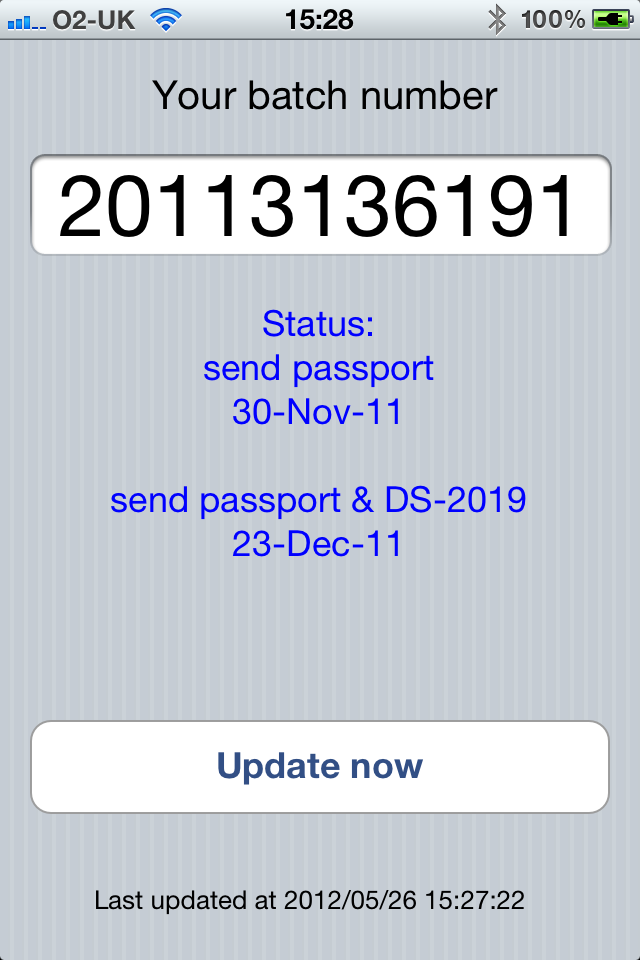 O2-UK 15:28 100%
Your batch number
20113136191
Status:
send passport
30-Nov-11
send passport & DS-2019
23-Dec-11
Update now
Last updated at 2012/05/26 15:27:22